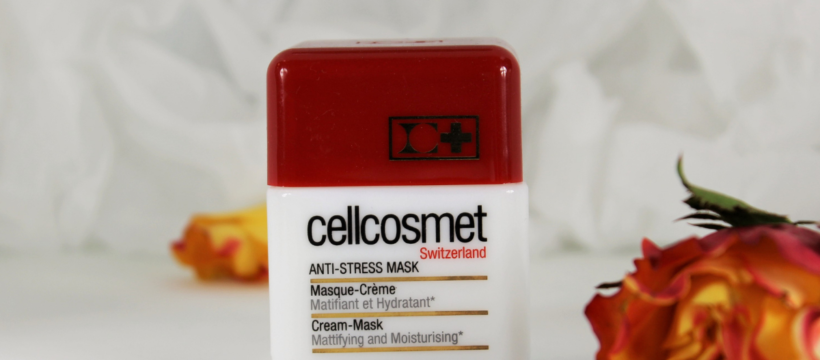 C+
cellcosmet
Switzerland
ANTI-STRESS MASK
Masque-Crème
Matifiant et Hydratant*
Cream-Mask
Mattifying and Moisturising*